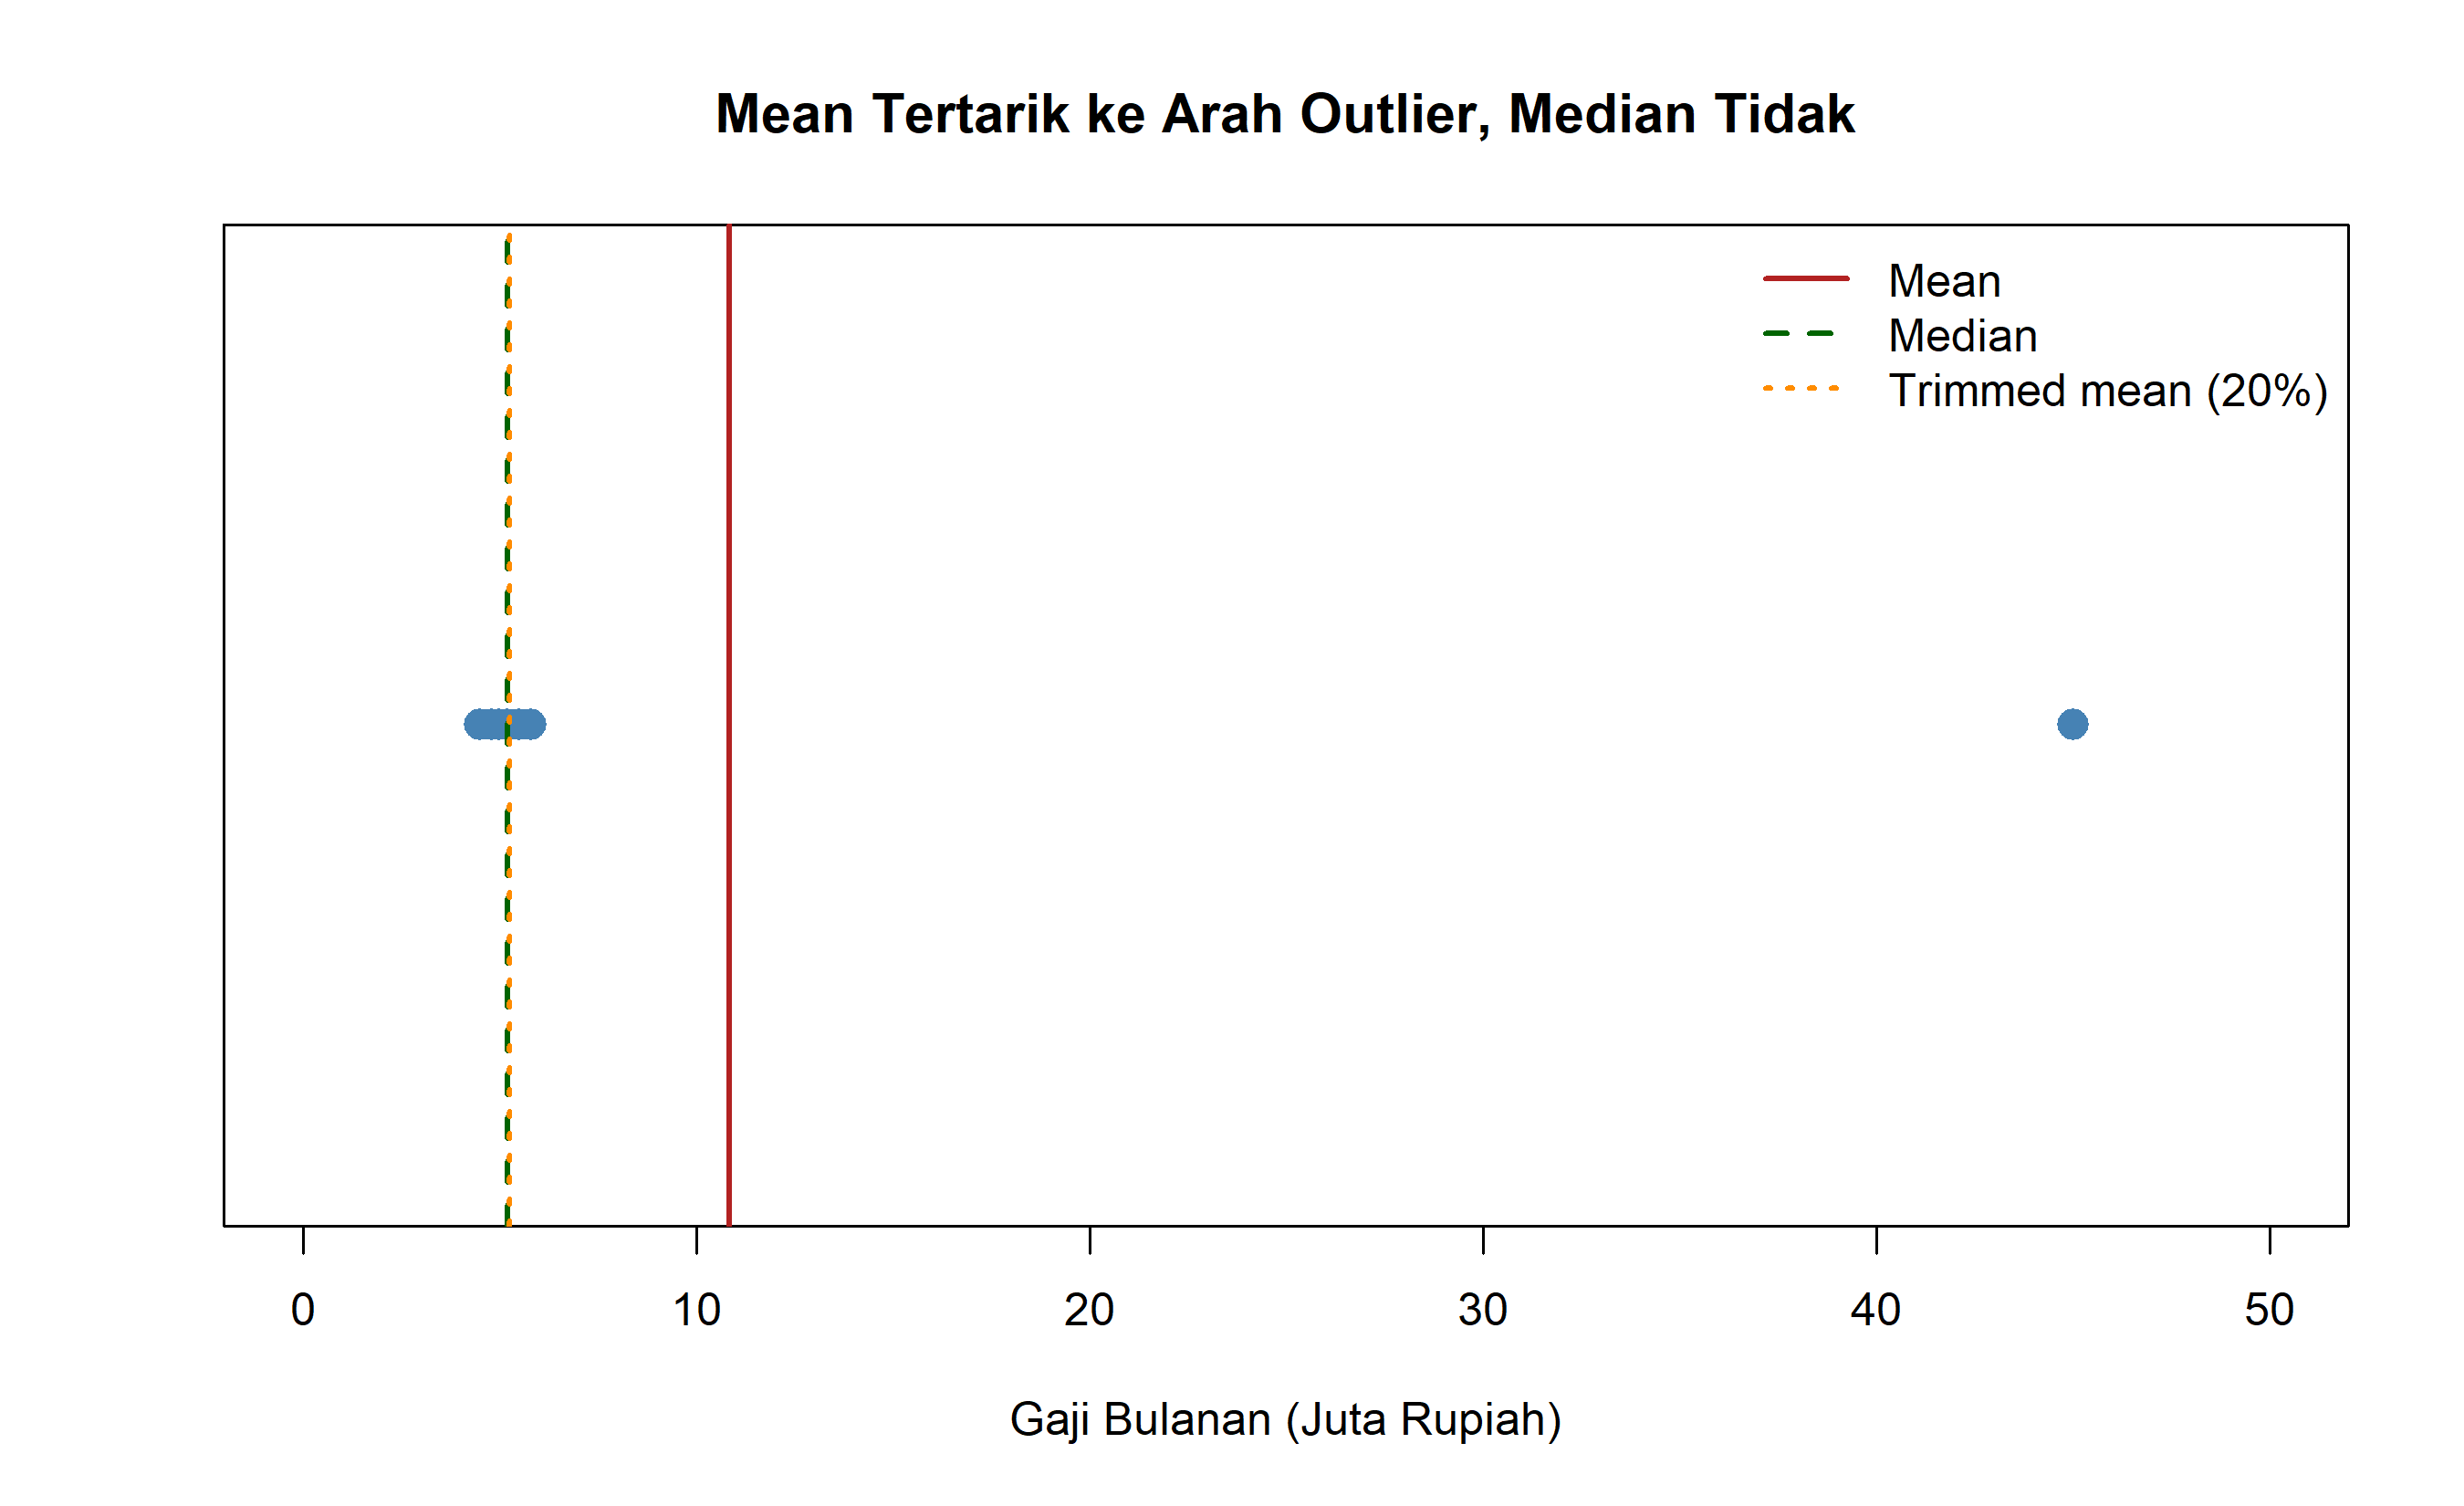 Mean Tertarik ke Arah Outlier, Median Tidak
Mean
Median
Trimmed mean (20%)
0 10 20 30 40 50
Gaji Bulanan (Juta Rupiah)